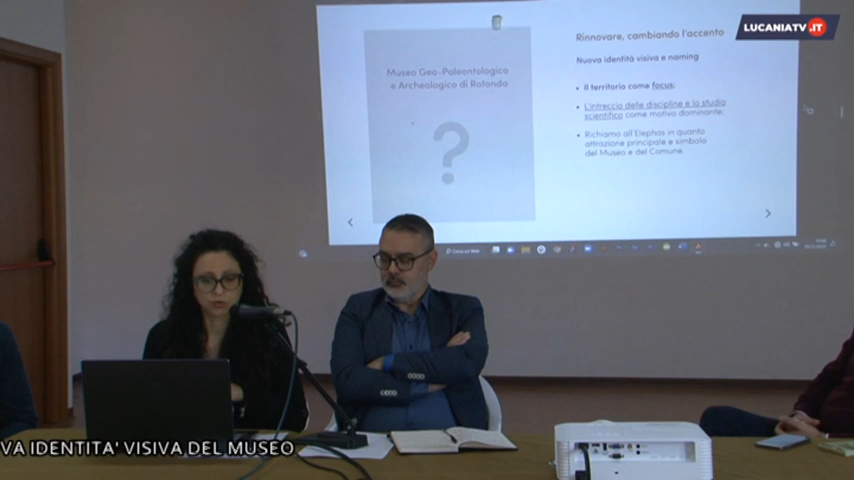 LUCANIATV.IT
Rinnovare, cambiando l'accento
Museo Geo-Paleontologico
e Archeologico di Rotonda
?
Nuova identità visiva e naming
• Il territorio come focus;
• L'intreccio delle discipline e lo studio
scientifico come motivo dominante;
• Richiamo all'Elephas in quanto
attrazione principale e simbolo
del Museo e del Comune.
VA IDENTITA' VISIVA DEL MUSEO